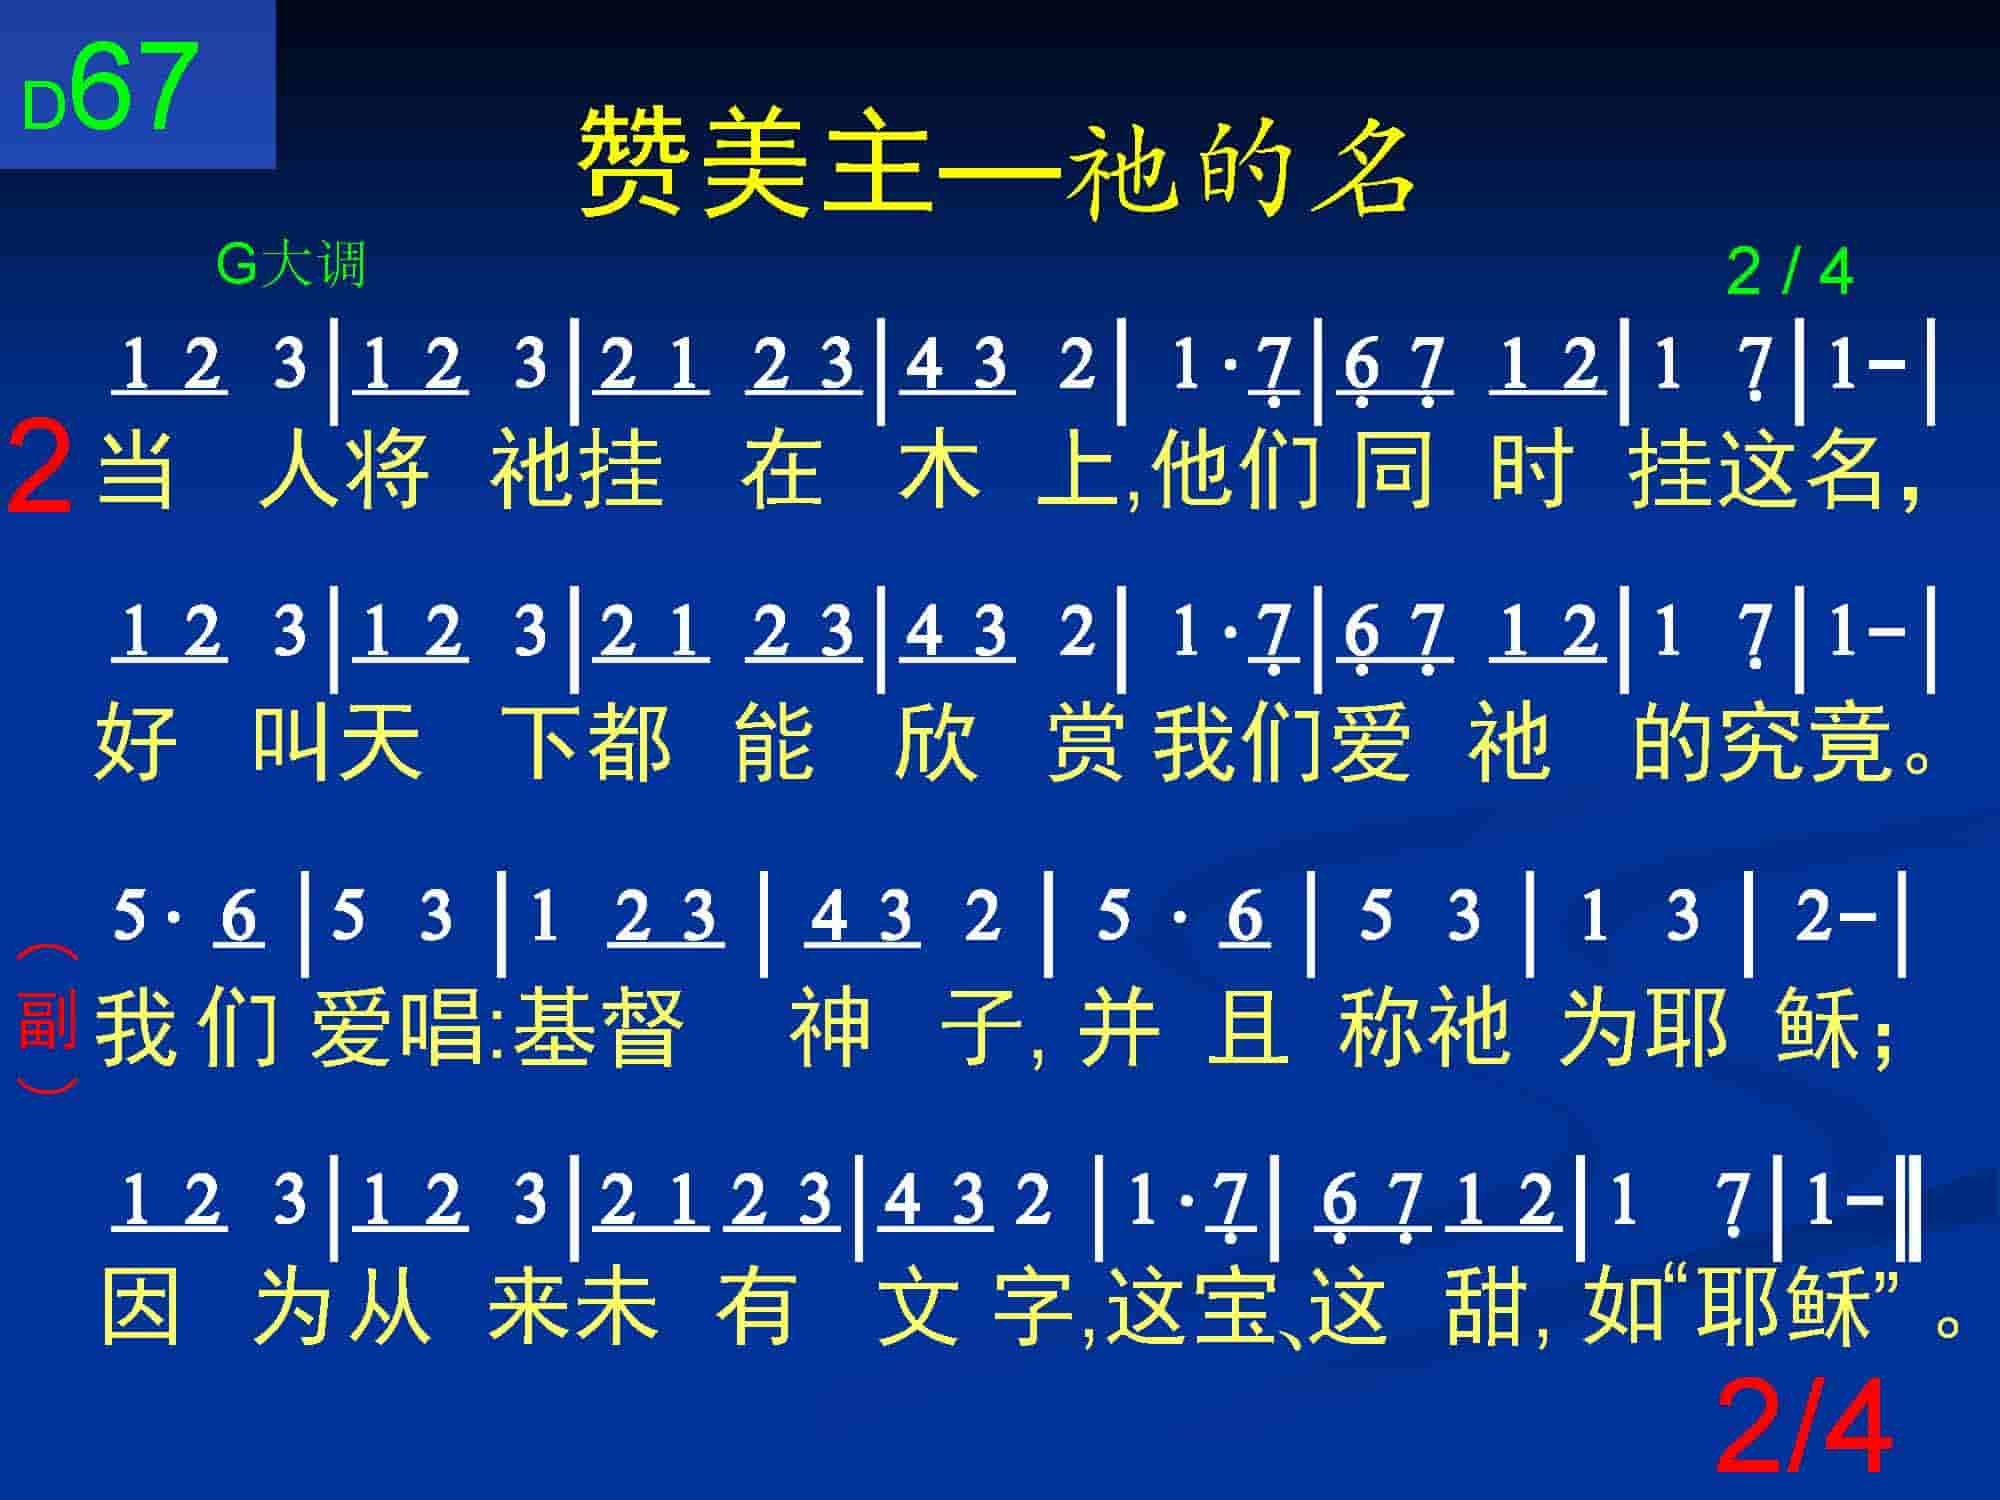 D67
赞美主—祂的名
G大调 2 / 4
1 2 3|1 2 3|2 1 2 3|4 3 2|1·7̣|6̣ 7̣ 1 2|1 7̣|1–|
2 当人将祂挂在木上,他们同时挂这名，
1 2 3|1 2 3|2 1 2 3|4 3 2|1·7̣|6̣ 7̣ 1 2|1 7̣|1–|
好叫天下都能欣赏我们爱祂的究竟。
5· 6|5 3|1 2 3|4 3 2|5· 6|5 3|1 3|2–|
（副）我们爱唱:基督神子,并且称祂为耶稣；
1 2 3|1 2 3|2 1 2 3|4 3 2|1·7̣|6̣ 7̣ 1 2|1 7̣|1–‖
因为从来未有文字,这宝、这甜,如“耶稣”。
2/4